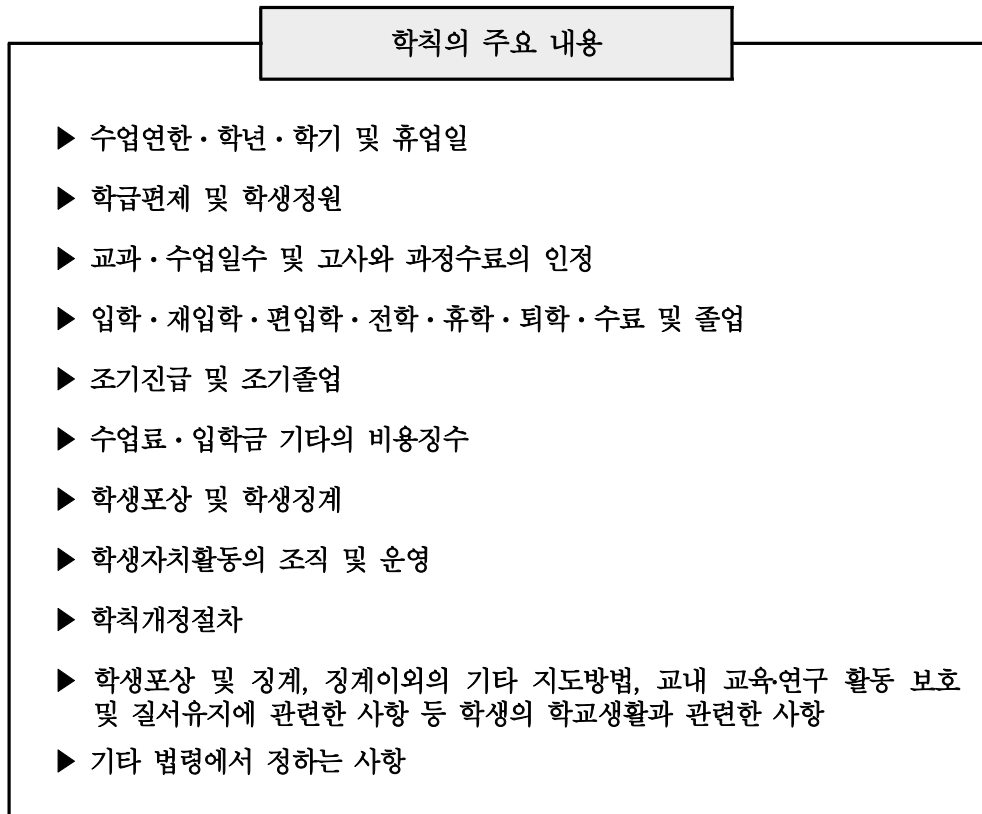 학칙의 주요 내용
▶ 수업연한·학년·학기 및 휴업일
▶ 학급편제 및 학생정원
▶ 교과·수업일수 및 고사와 과정수료의 인정
▶ 입학·재입학·편입학·전학·휴학·퇴학·수료 및 졸업
▶ 조기진급 및 조기졸업
▶ 수업료·입학금 기타의 비용징수
▶ 학생포상 및 학생징계
▶ 학생자치활동의 조직 및 운영
▶ 학칙개정절차
▶ 학생포상 및 징계, 징계이외의 기타 지도방법, 교내 교육·연구 활동 보호
및 질서유지에 관련한 사항 등 학생의 학교생활과 관련한 사항
▶ 기타 법령에서 정하는 사항